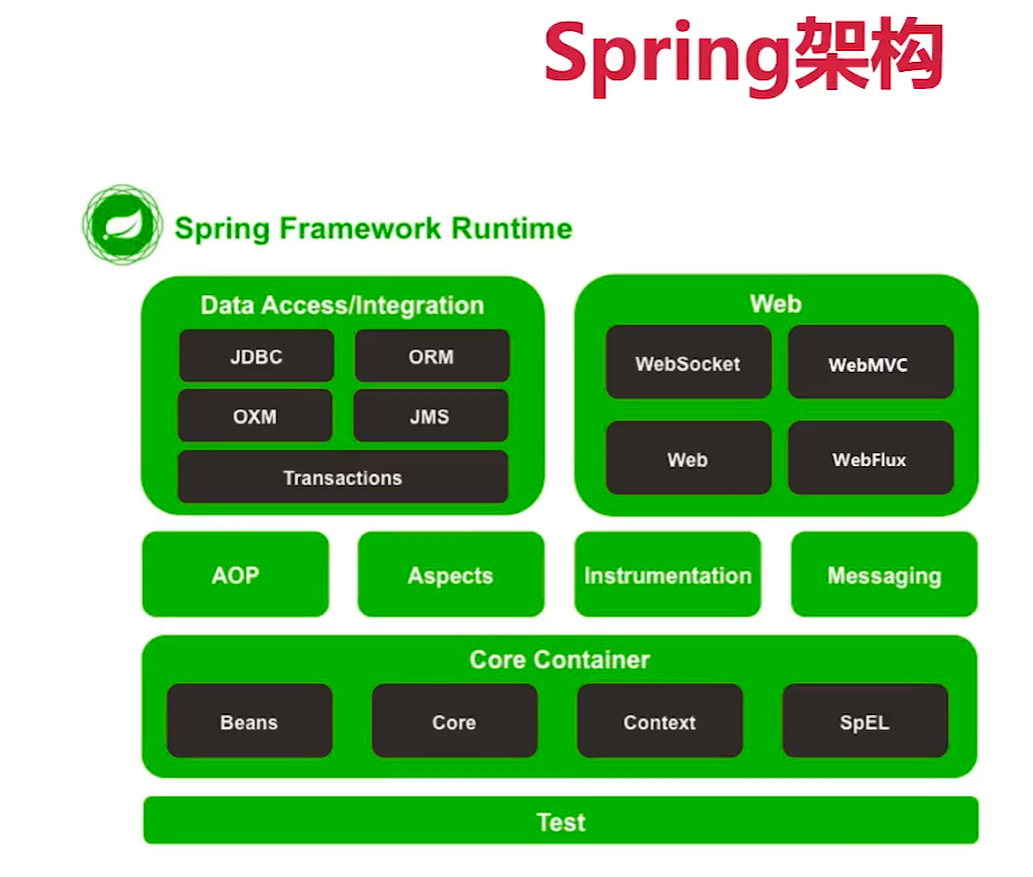 Spring架构
Spring Framework Runtime
Data Access/Integration
JDBC
ORM
OXM
JMS
Transactions
Web
WebSocket
WebMVC
Web
WebFlux
AOP
Aspects
Instrumentation
Messaging
Core Container
Beans
Core
Context
SpEL
Test